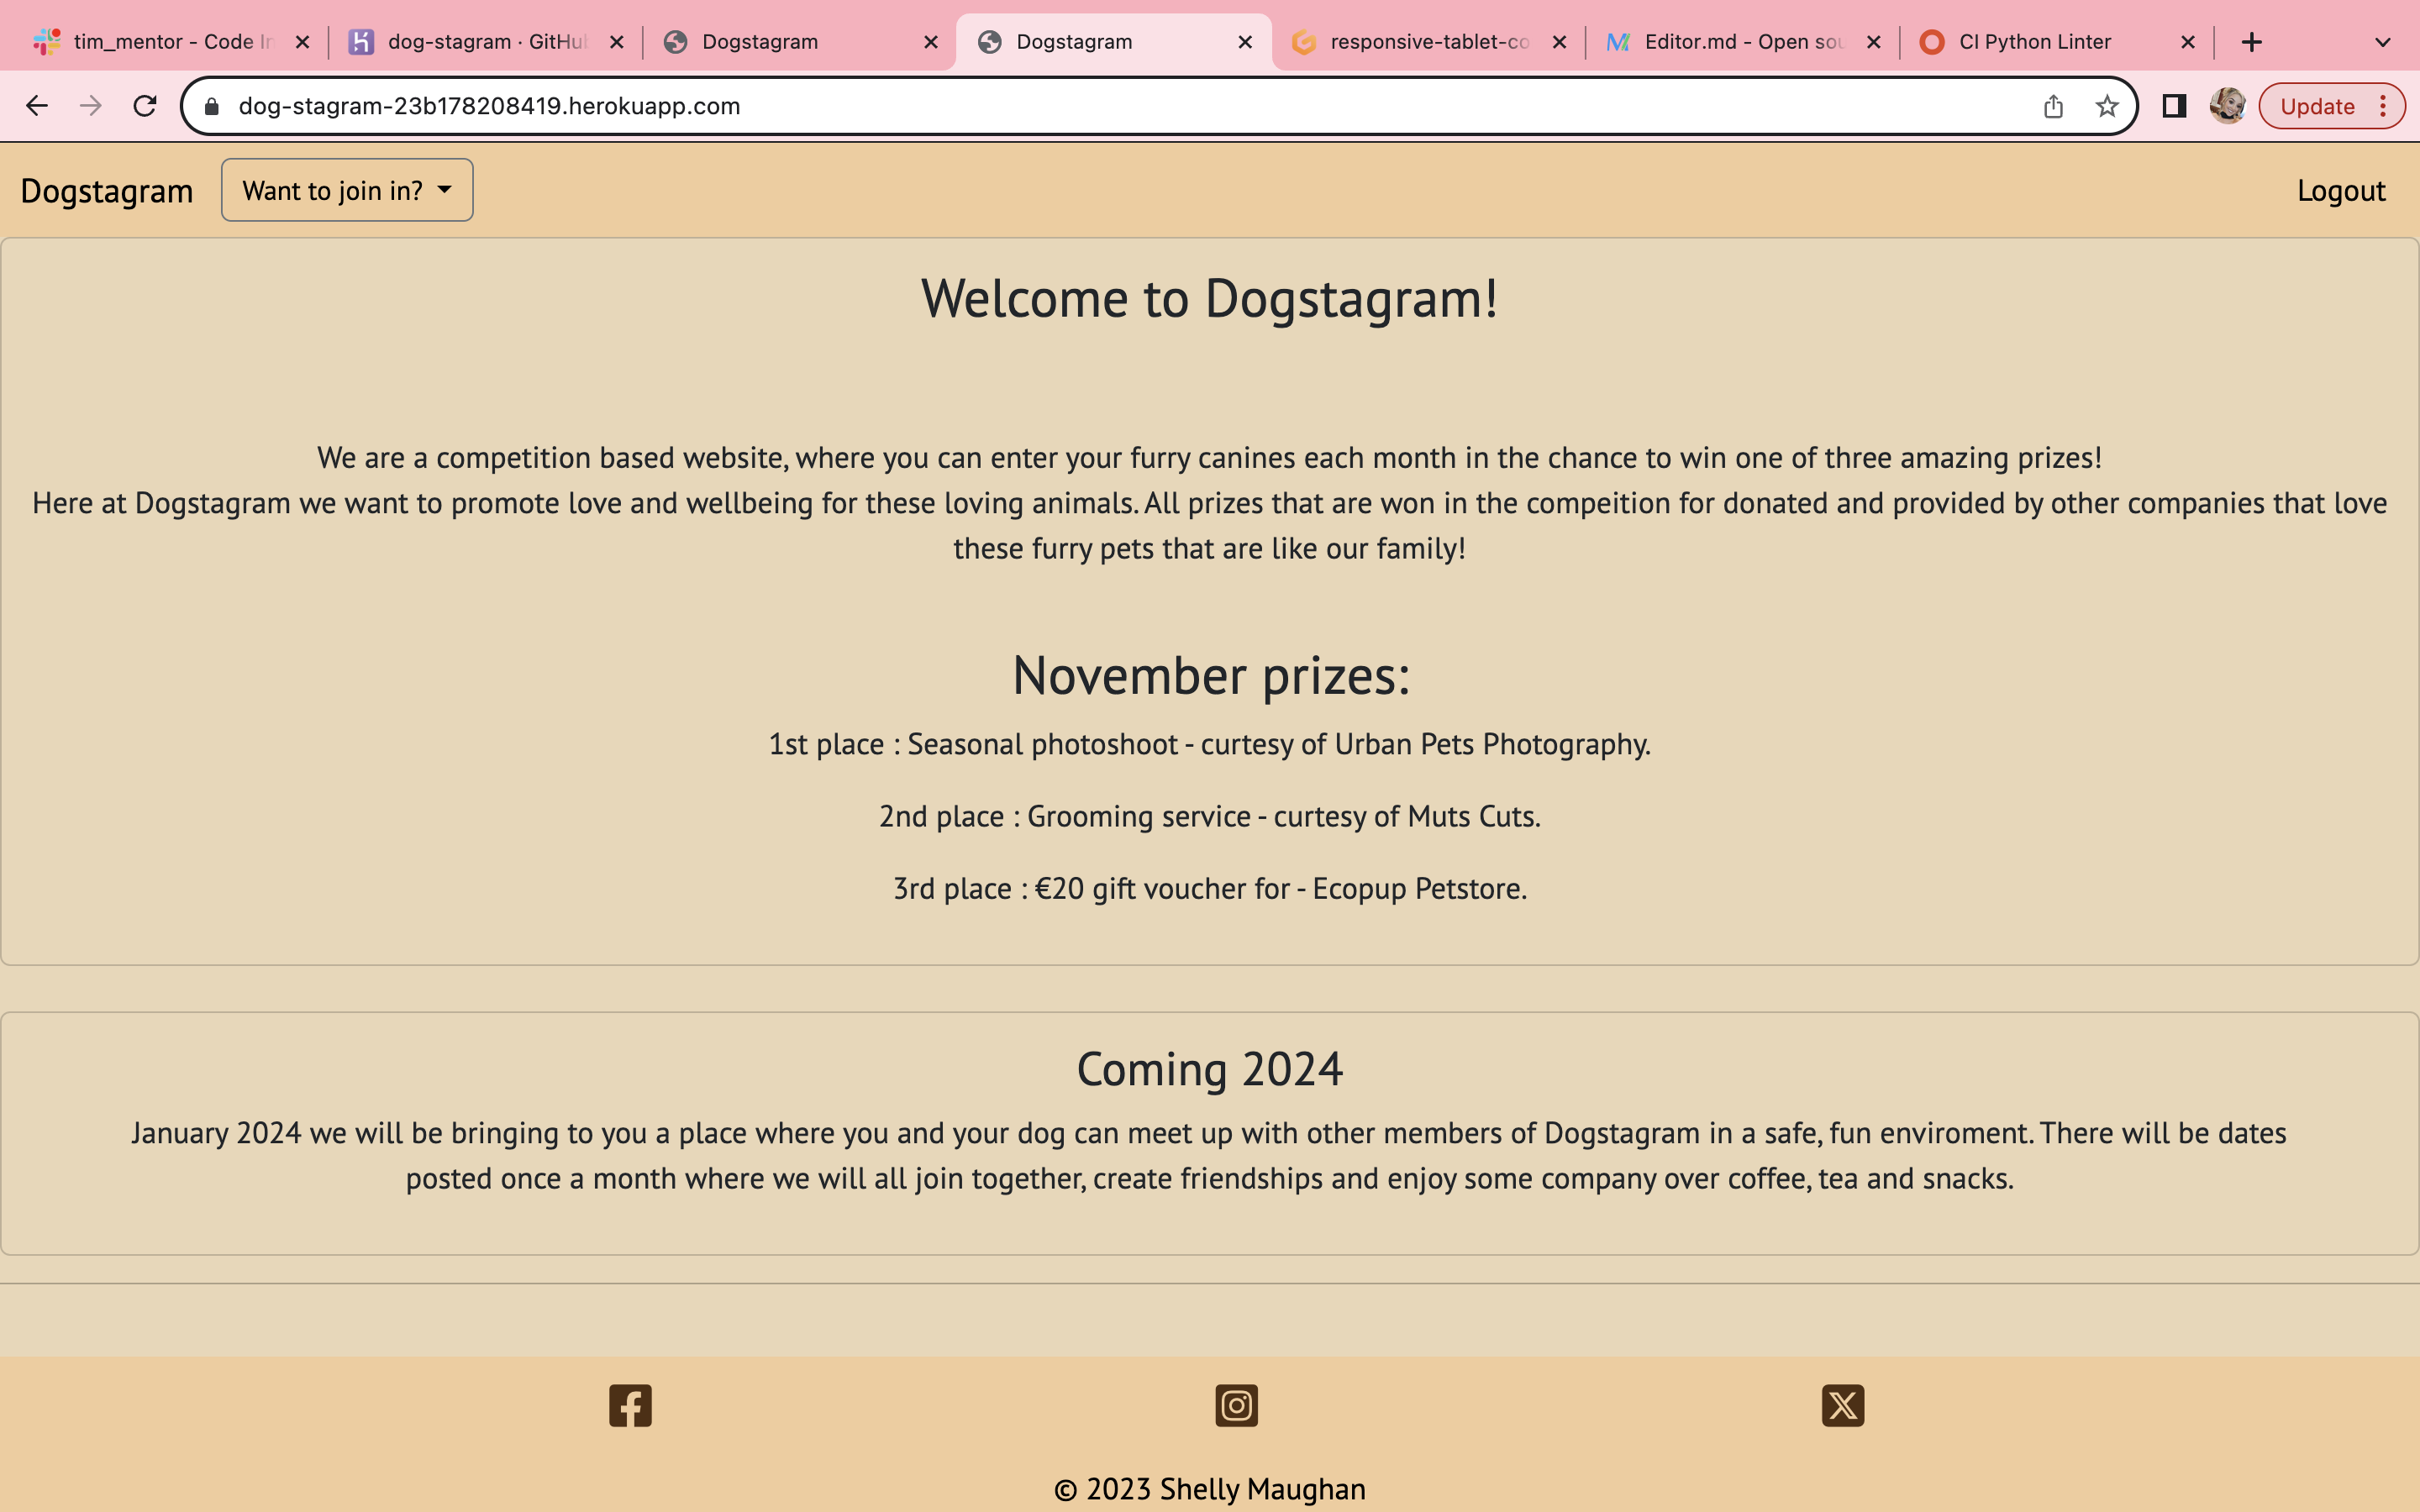 tim_mentor - Code In
dog-stagram · GitHub
Dogstagram
Dogstagram
responsive-tablet-co
Editor.md - Open sou
CI Python Linter
dog-stagram-23b178208419.herokuapp.com
Update
Dogstagram
Want to join in?
Logout
Welcome to Dogstagram!
We are a competition based website, where you can enter your furry canines each month in the chance to win one of three amazing prizes!
Here at Dogstagram we want to promote love and wellbeing for these loving animals. All prizes that are won in the compeition for donated and provided by other companies that love
these furry pets that are like our family!
November prizes:
1st place : Seasonal photoshoot - curtesy of Urban Pets Photography.
2nd place : Grooming service - curtesy of Muts Cuts.
3rd place : €20 gift voucher for - Ecopup Petstore.
Coming 2024
January 2024 we will be bringing to you a place where you and your dog can meet up with other members of Dogstagram in a safe, fun enviroment. There will be dates
posted once a month where we will all join together, create friendships and enjoy some company over coffee, tea and snacks.
© 2023 Shelly Maughan